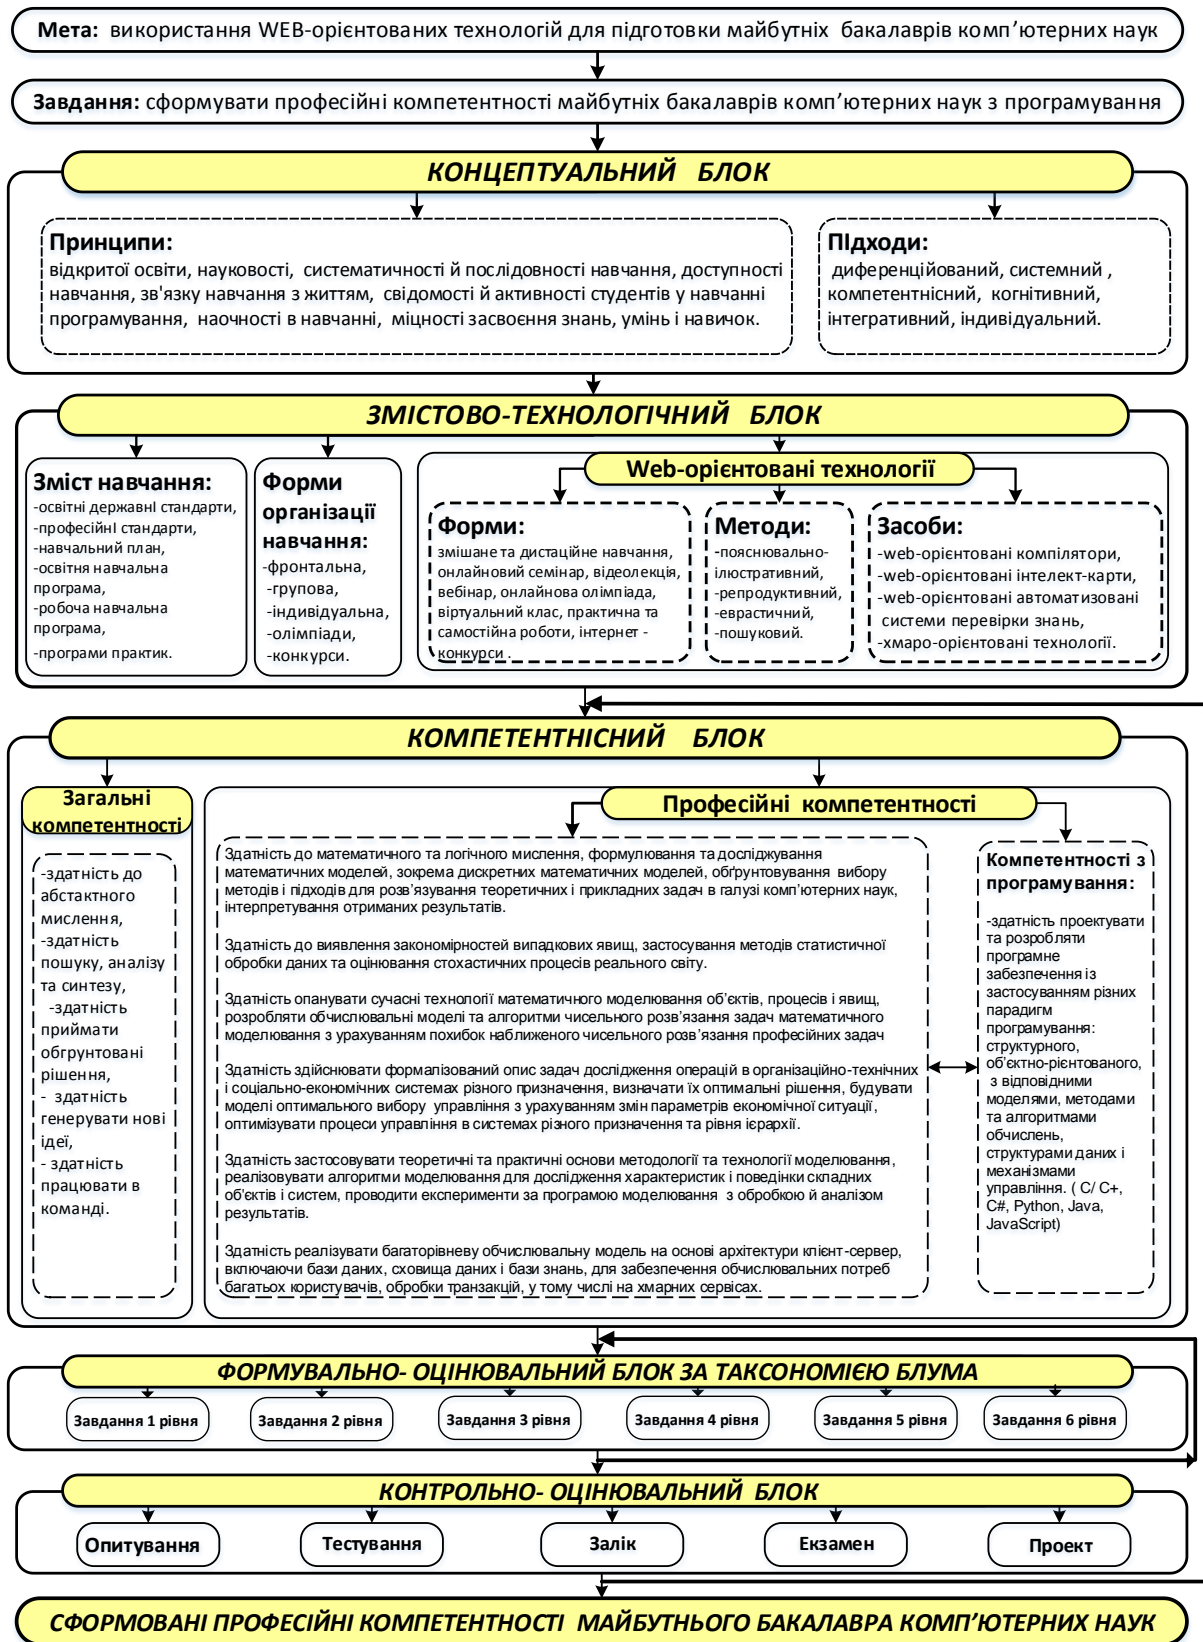 Мета: використання WEB-орієнтованих технологій для підготовки майбутніх бакалаврів комп’ютерних наук
Завдання: сформувати професійні компетентності майбутніх бакалаврів комп’ютерних наук з програмування
КОНЦЕПТУАЛЬНИЙ БЛОК
Принципи:
відкритої освіти, науковості, систематичності й послідовності навчання, доступності
навчання, зв'язку навчання з життям, свідомості й активності студентів у навчанні
програмування, наочності в навчанні, міцності засвоєння знань, умінь і навичок.
ПІдходи:
диференційований, системний ,
компетентнісний, когнітивний,
інтегративний, індивідуальний.
ЗМІСТОВО-ТЕХНОЛОГІЧНИЙ БЛОК
Зміст навчання:
-освітні державнІ стандарти,
-професійнІ стандарти,
-навчальний план,
-освітня навчальна
програма,
-робоча навчальна
програма,
-програми практик.
Форми
організації
навчання:
-фронтальна,
-групова,
-індивідуальна,
-олімпіади,
-конкурси.
Web-орієнтовані технології
Форми:
змішане та дистаційне навчання,
онлайновий семінар, відеолекція,
вебінар, онлайнова олімпіада,
віртуальний клас, практична та
самостійна роботи, інтернет -
конкурси .
Методи:
-пояснювально-
ілюстративний,
-репродуктивний,
-еврастичний,
-пошуковий.
Засоби:
-web-орієнтовані компілятори,
-web-орієнтовані інтелект-карти,
-web-орієнтовані автоматизовані
системи перевірки знань,
-хмаро-орієнтовані технології.
КОМПЕТЕНТНІСНИЙ БЛОК
Загальні
компетентності
-здатність до
абстактного
мислення,
-здатність
пошуку, аналізу
та синтезу,
-здатність
приймати
обгрунтовані
рішення,
- здатність
генерувати нові
ідеї,
- здатність
працювати в
команді.
Професійні компетентності
Здатність до математичного та логічного мислення, формулювання та досліджування
математичних моделей, зокрема дискретних математичних моделей, обґрунтовування вибору
методів і підходів для розв’язування теоретичних і прикладних задач в галузі комп’ютерних наук,
інтерпретування отриманих результатів.
Здатність до виявлення закономірностей випадкових явищ, застосування методів статистичної
обробки даних та оцінювання стохастичних процесів реального світу.
Здатність опанувати сучасні технології математичного моделювання об’єктів, процесів і явищ,
розробляти обчислювальні моделі та алгоритми чисельного розв’язання задач математичного
моделювання з урахуванням похибок наближеного чисельного розв’язання професійних задач
Здатність здійснювати формалізований опис задач дослідження операцій в організаційно-технічних
і соціально-економічних системах різного призначення, визначати їх оптимальні рішення, будувати
моделі оптимального вибору управління з урахуванням змін параметрів економічної ситуації,
оптимізувати процеси управління в системах різного призначення та рівня ієрархії.
Здатність застосовувати теоретичні та практичні основи методології та технології моделювання,
реалізовувати алгоритми моделювання для дослідження характеристик і поведінки складних
об’єктів і систем, проводити експерименти за програмою моделювання з обробкою й аналізом
результатів.
Здатність реалізувати багаторівневу обчислювальну модель на основі архітектури клієнт-сервер,
включаючи бази даних, сховища даних і бази знань, для забезпечення обчислювальних потреб
багатьох користувачів, обробки транзакцій, у тому числі на хмарних сервісах.
Компетентності з
програмування:
-здатність проектувати
та розробляти
програмне
забезпечення із
застосуванням різних
парадигм
програмування:
структурного,
об’єктно-рієнтованого,
з відповідними
моделями, методами
та алгоритмами
обчислень,
структурами даних і
механізмами
управління. ( C/ C+,
C#, Python, Java,
JavaScript)
ФОРМУВАЛЬНО- ОЦІНЮВАЛЬНИЙ БЛОК ЗА ТАКСОНОМІЄЮ БЛУМА
Завдання 1 рівня
Завдання 2 рівня
Завдання 3 рівня
Завдання 4 рівня
Завдання 5 рівня
Завдання 6 рівня
КОНТРОЛЬНО- ОЦІНЮВАЛЬНИЙ БЛОК
Опитування
Тестування
Залік
Екзамен
Проект
СФОРМОВАНІ ПРОФЕСІЙНІ КОМПЕТЕНТНОСТІ МАЙБУТНЬОГО БАКАЛАВРА КОМП’ЮТЕРНИХ НАУК